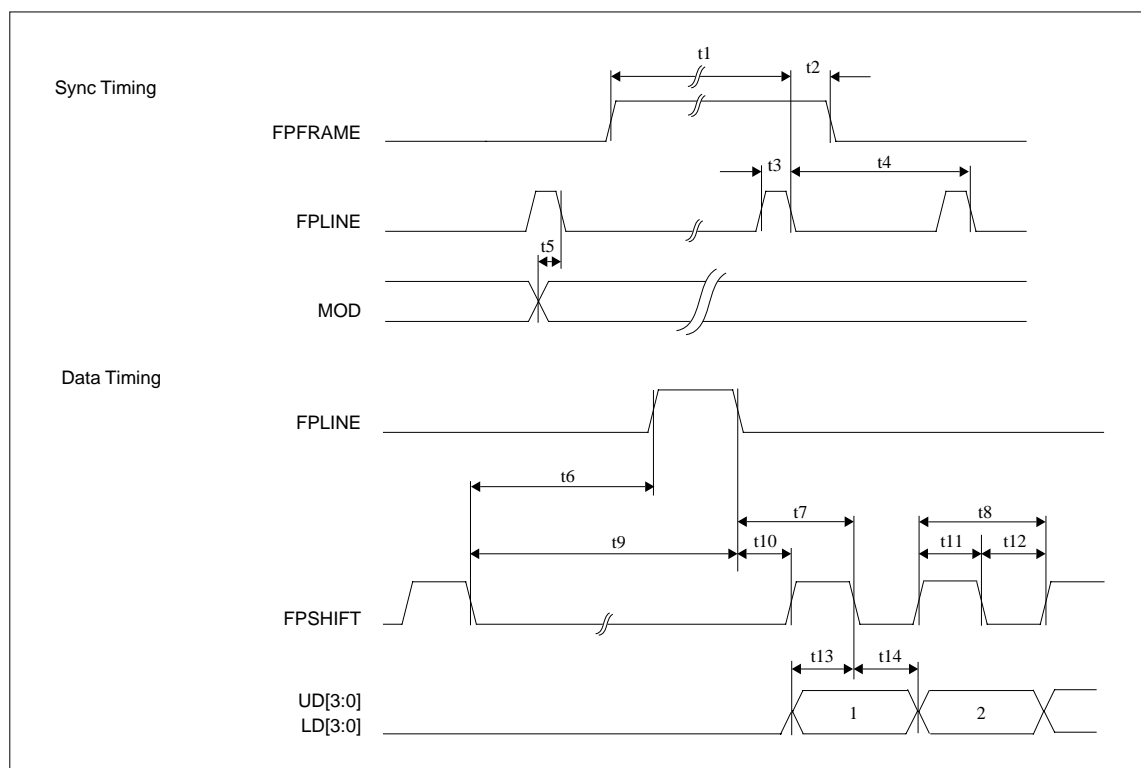 t1
t2
Sync Timing
FPFRAME
t3
t4
FPLINE
t5
MOD
Data Timing
FPLINE
t6
t7
t8
t9
t10
t11
t12
FPSHIFT
t13
t14
UD[3:0]
LD[3:0]
1
2